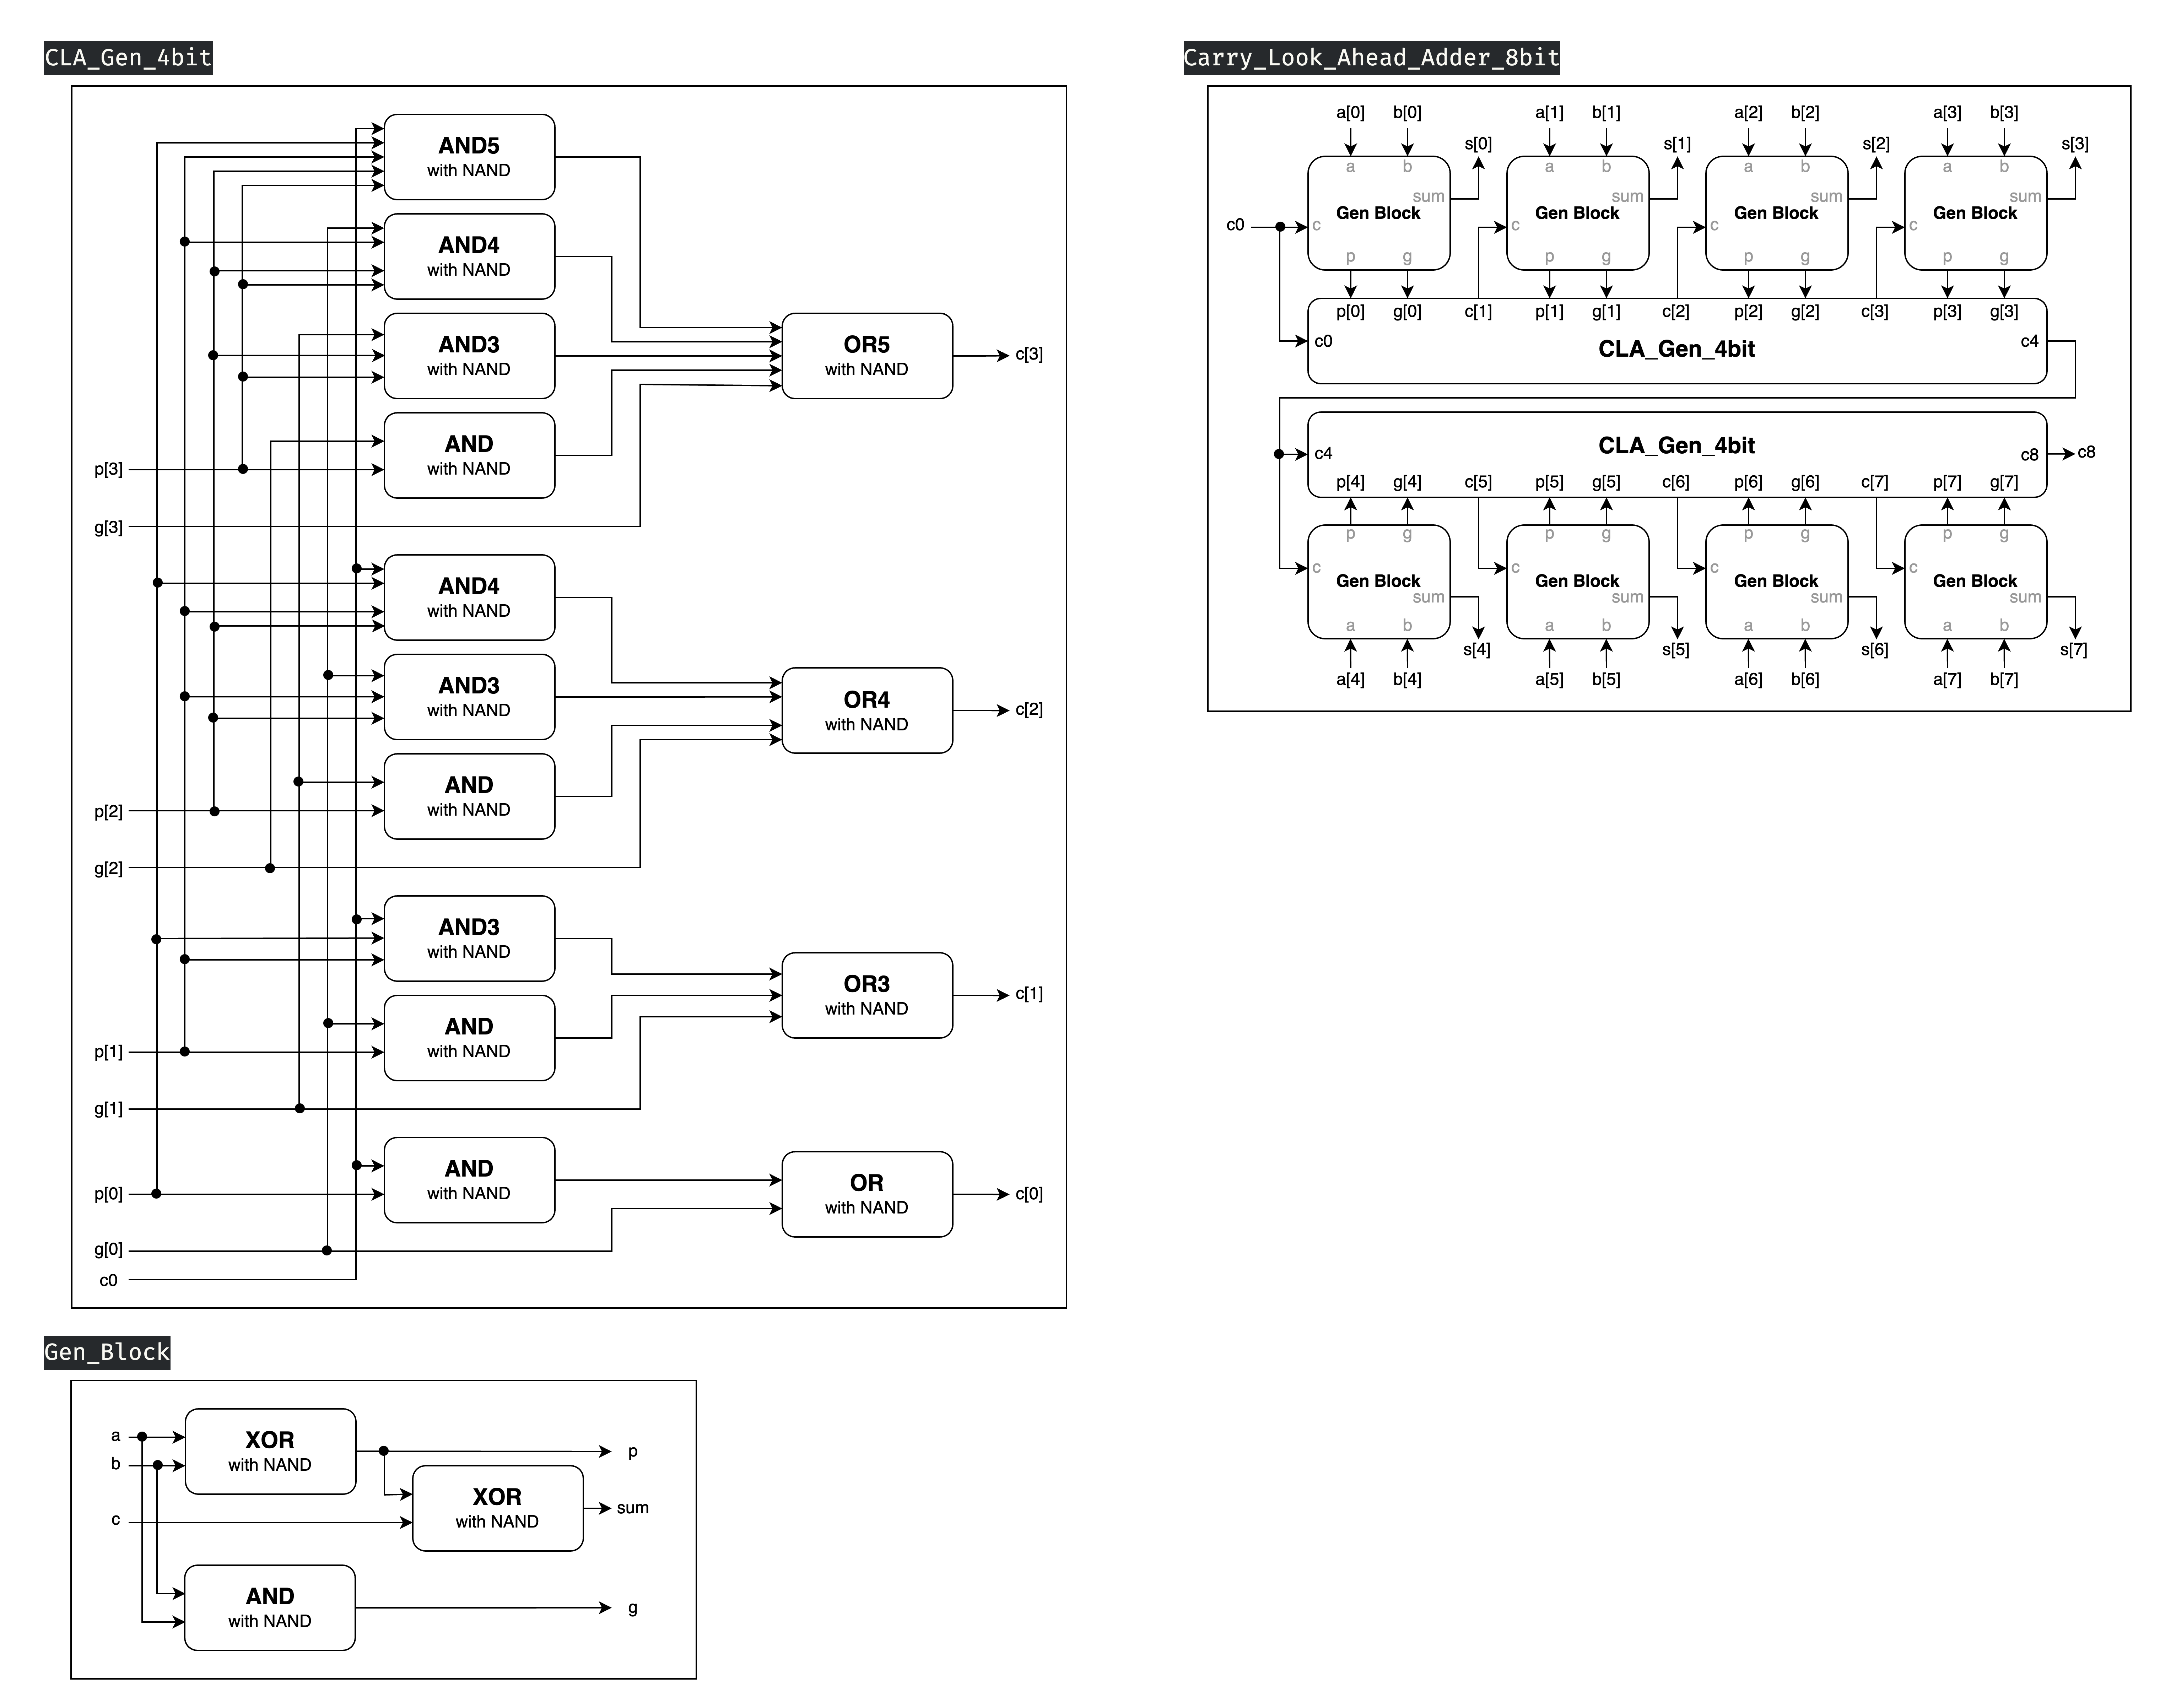 CLA_Gen_4bit
AND5
with NAND
AND4
with NAND
AND3
with NAND
OR5
with NAND
c[3]
AND
with NAND
p[3]
g[3]
AND4
with NAND
AND3
with NAND
OR4
with NAND
c[2]
AND
with NAND
p[2]
g[2]
AND3
with NAND
OR3
with NAND
c[1]
AND
with NAND
p[1]
g[1]
AND
with NAND
OR
with NAND
c[0]
p[0]
g[0]
c0
Gen_Block
a
b
c
XOR
with NAND
p
XOR
with NAND
sum
AND
with NAND
g
Carry_Look_Ahead_Adder_8bit
a[0] b[0] a[1] b[1] a[2] b[2] a[3] b[3]
s[0] s[1] s[2] s[3]
a b a b a b a b
sum sum sum sum
Gen Block Gen Block Gen Block Gen Block
c0 c c c c
p g p g p g p g
p[0] g[0] c[1] p[1] g[1] c[2] p[2] g[2] c[3] p[3] g[3]
c0 CLA_Gen_4bit c4
c4 CLA_Gen_4bit c8 c8
p[4] g[4] c[5] p[5] g[5] c[6] p[6] g[6] c[7] p[7] g[7]
p g p g p g p g
c c c c
Gen Block Gen Block Gen Block Gen Block
sum sum sum sum
a b a b a b a b
s[4] s[5] s[6] s[7]
a[4] b[4] a[5] b[5] a[6] b[6] a[7] b[7]